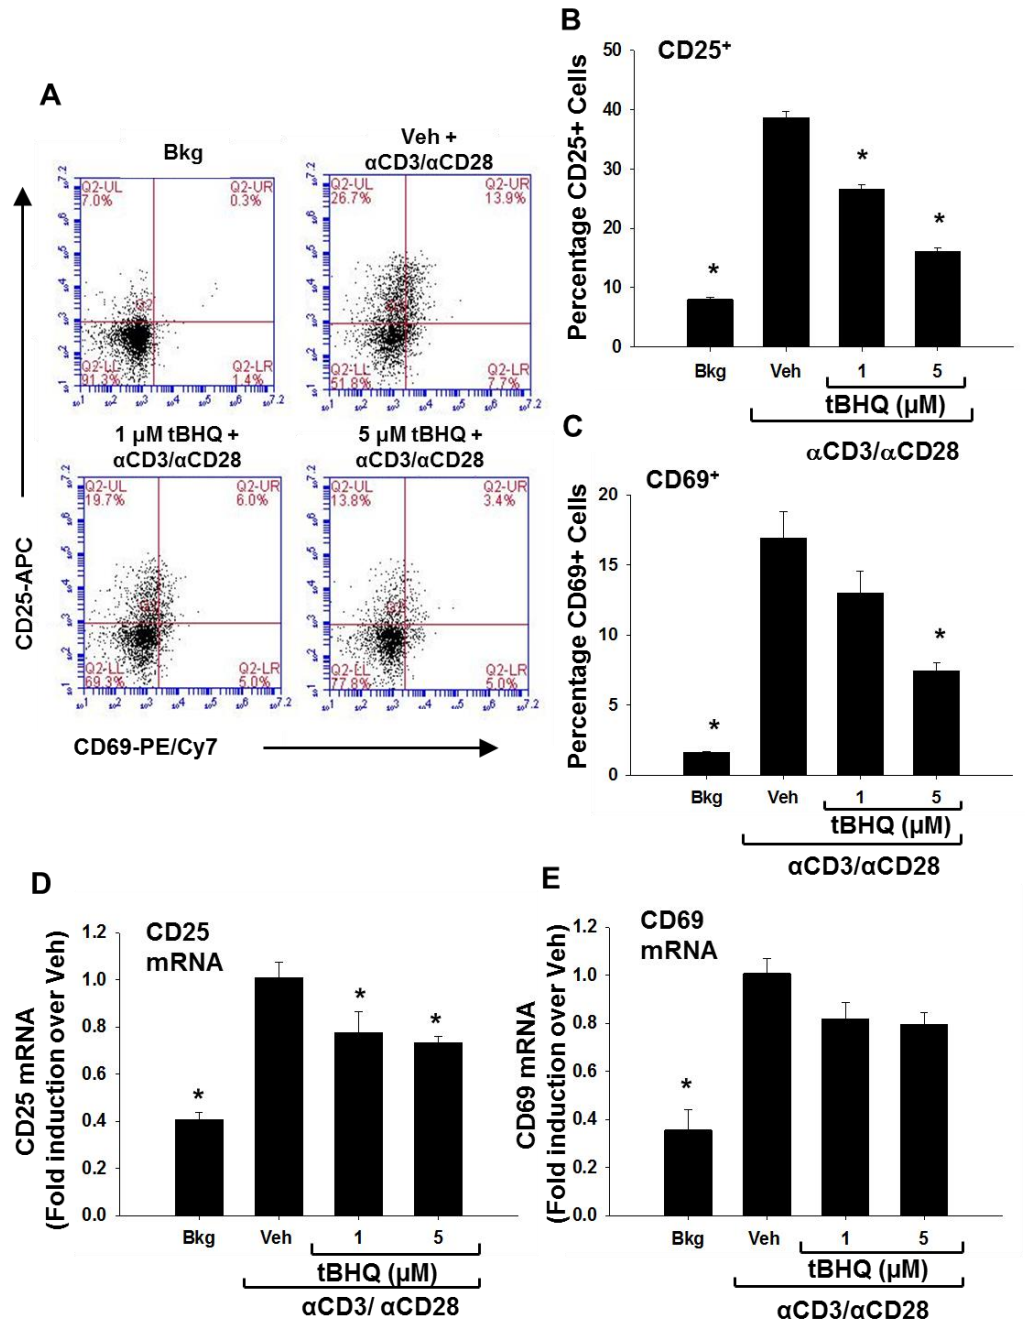 A
Bkg
Veh +
αCD3/αCD28
Q2-UL
7.0%
Q2-UR
0.3%
Q2-LL
91.3%
Q2-LR
1.4%
Q2-UL
26.7%
Q2-UR
13.9%
Q2-LL
51.8%
Q2-LR
7.7%
1 µM tBHQ +
αCD3/αCD28
5 µM tBHQ +
αCD3/αCD28
Q2-UL
19.7%
Q2-UR
6.0%
Q2-LL
69.3%
Q2-LR
5.0%
Q2-UL
13.8%
Q2-UR
3.4%
Q2-LL
77.8%
Q2-LR
5.0%
CD25-APC
CD69-PE/Cy7
B
CD25⁺
Percentage CD25+ Cells
50
40
30
20
10
0
*
*
*
Bkg Veh 1 5
tBHQ (µM)
αCD3/αCD28
C
CD69⁺
Percentage CD69+ Cells
20
15
10
5
0
*
*
Bkg Veh 1 5
tBHQ (µM)
αCD3/αCD28
D
CD25
mRNA
CD25 mRNA
(Fold induction over Veh)
1.2
1.0
0.8
0.6
0.4
0.2
0.0
*
*
*
Bkg Veh 1 5
tBHQ (µM)
αCD3/ αCD28
E
CD69
mRNA
CD69 mRNA
(Fold induction over Veh)
1.2
1.0
0.8
0.6
0.4
0.2
0.0
*
Bkg Veh 1 5
tBHQ (µM)
αCD3/αCD28